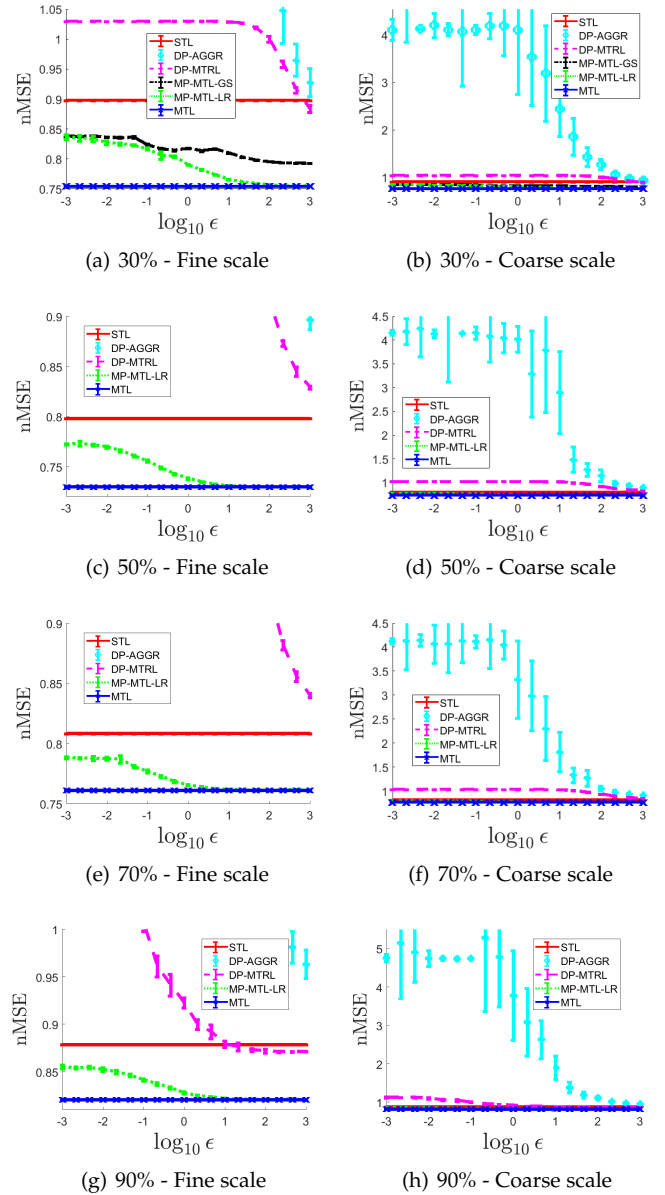 1.05
1
0.95
0.9
0.85
0.8
0.75
nMSE
STL
DP-AGGR
DP-MTRL
MP-MTL-GS
MP-MTL-LR
MTL
-3 -2 -1 0 1 2 3
log10 ϵ
(a) 30% - Fine scale
4
3
2
1
nMSE
STL
DP-AGGR
DP-MTRL
MP-MTL-GS
MP-MTL-LR
MTL
-3 -2 -1 0 1 2 3
log10 ϵ
(b) 30% - Coarse scale
0.9
0.85
0.8
0.75
nMSE
STL
DP-AGGR
DP-MTRL
MP-MTL-LR
MTL
-3 -2 -1 0 1 2 3
log10 ϵ
(c) 50% - Fine scale
4.5
4
3.5
3
2.5
2
1.5
1
nMSE
STL
DP-AGGR
DP-MTRL
MP-MTL-LR
MTL
-3 -2 -1 0 1 2 3
log10 ϵ
(d) 50% - Coarse scale
0.9
0.85
0.8
0.75
nMSE
STL
DP-AGGR
DP-MTRL
MP-MTL-LR
MTL
-3 -2 -1 0 1 2 3
log10 ϵ
(e) 70% - Fine scale
4.5
4
3.5
3
2.5
2
1.5
1
nMSE
STL
DP-AGGR
DP-MTRL
MP-MTL-LR
MTL
-3 -2 -1 0 1 2 3
log10 ϵ
(f) 70% - Coarse scale
1
0.95
0.9
0.85
nMSE
STL
DP-AGGR
DP-MTRL
MP-MTL-LR
MTL
-3 -2 -1 0 1 2 3
log10 ϵ
(g) 90% - Fine scale
5
4
3
2
1
nMSE
STL
DP-AGGR
DP-MTRL
MP-MTL-LR
MTL
-3 -2 -1 0 1 2 3
log10 ϵ
(h) 90% - Coarse scale